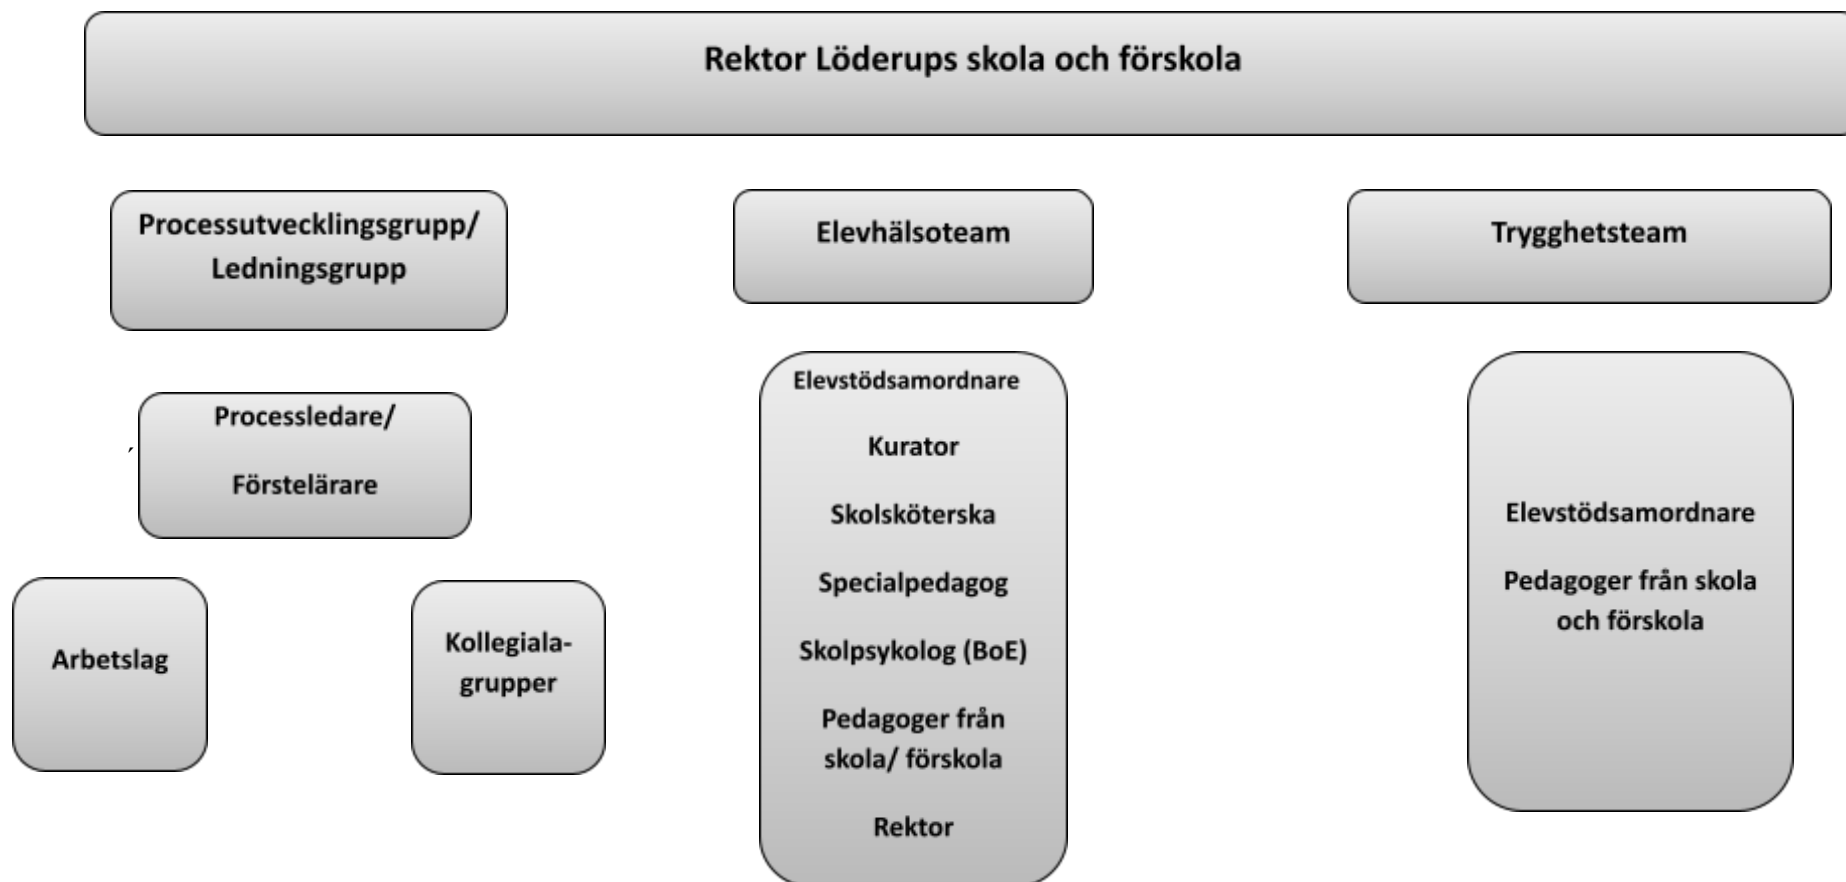 Rektor Löderups skola och förskola
Processutvecklingsgrupp/
Ledningsgrupp
Elevhälsoteam
Trygghetsteam
Processledare/
Förstelärare
´
Arbetslag
Kollegiala-
grupper
Elevstödsamordnare
Kurator
Skolsköterska
Specialpedagog
Skolpsykolog (BoE)
Pedagoger från
skola/ förskola
Rektor
Elevstödsamordnare
Pedagoger från skola
och förskola